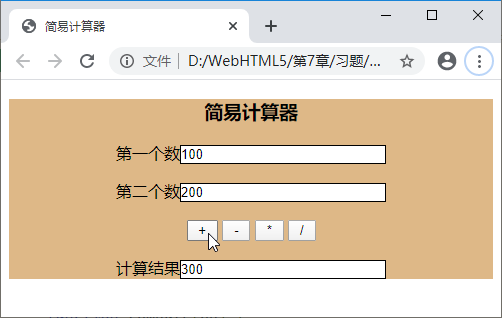 简易计算器
文件 D:/WebHTML5/第7章/习题/...
简易计算器
第一个数100
第二个数200
+ - * /
计算结果300